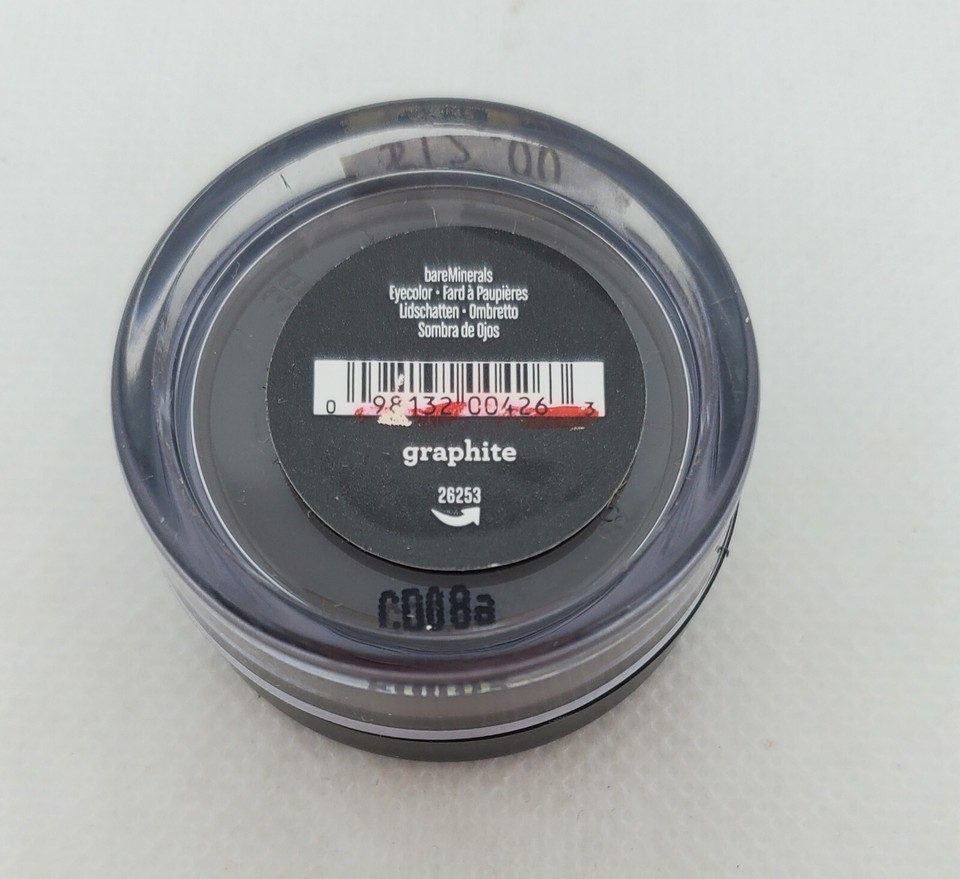 bareMinerals
Eyecolor • Fard à Paupières
Lidschatten • Ombretto
Sombra de Ojos
0 98132 00426 3
graphite
26253